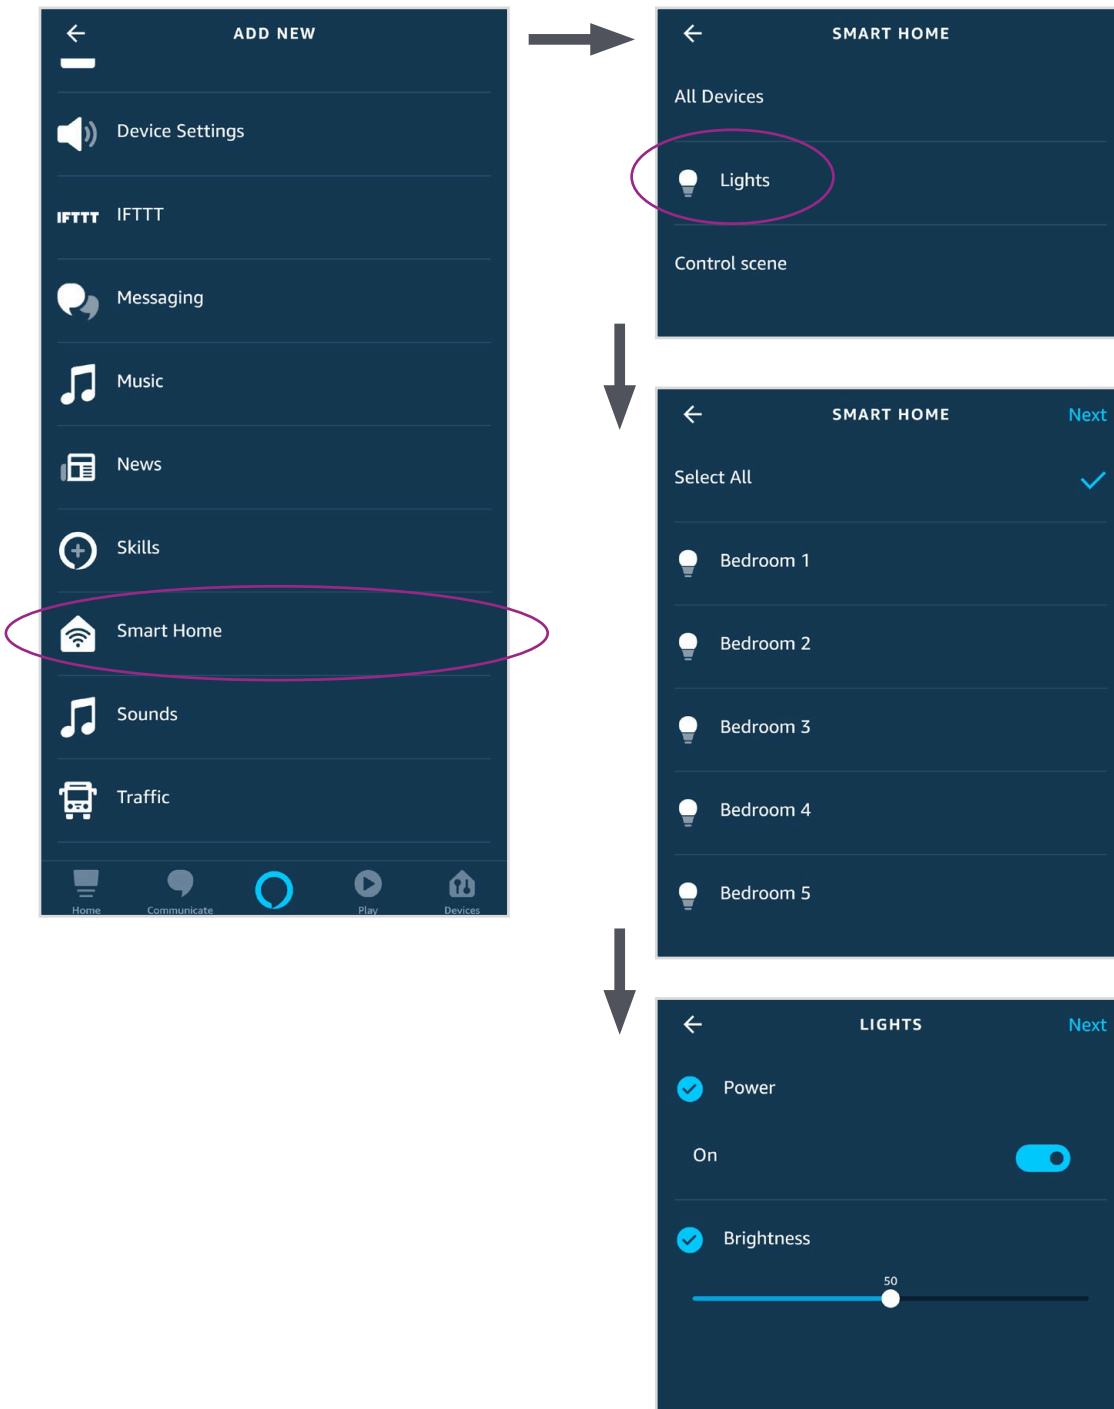 ADD NEW
Device Settings
IFTTT IFTTT
Messaging
Music
News
Skills
Smart Home
Sounds
Traffic
Home Communicate Play Devices
SMART HOME
All Devices
Lights
Control scene
SMART HOME Next
Select All
Bedroom 1
Bedroom 2
Bedroom 3
Bedroom 4
Bedroom 5
LIGHTS Next
Power
On
Brightness
50